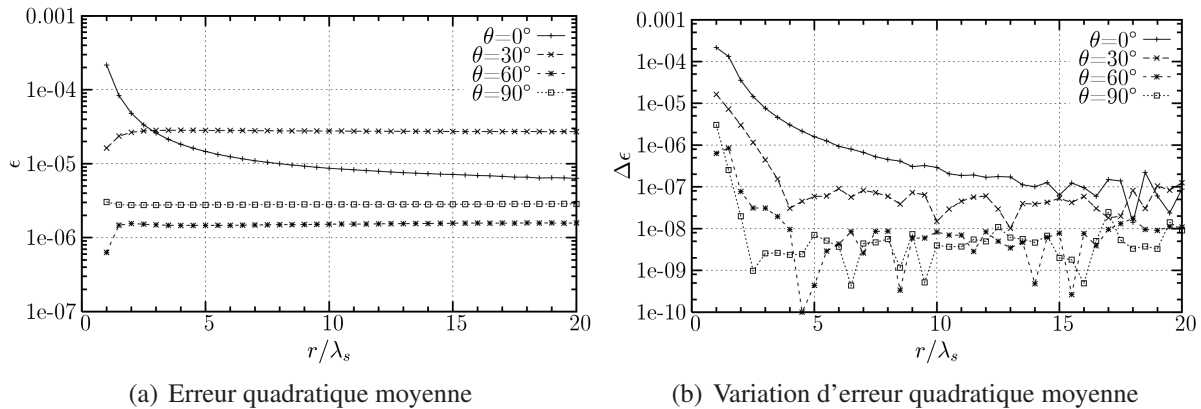 0.001
1e-04
1e-05
1e-06
1e-07
ϵ
0 5 10 15 20
r/λs
θ=0°
θ=30°
θ=60°
θ=90°
(a) Erreur quadratique moyenne
0.001
1e-04
1e-05
1e-06
1e-07
1e-08
1e-09
1e-10
Δϵ
0 5 10 15 20
r/λs
θ=0°
θ=30°
θ=60°
θ=90°
(b) Variation d'erreur quadratique moyenne